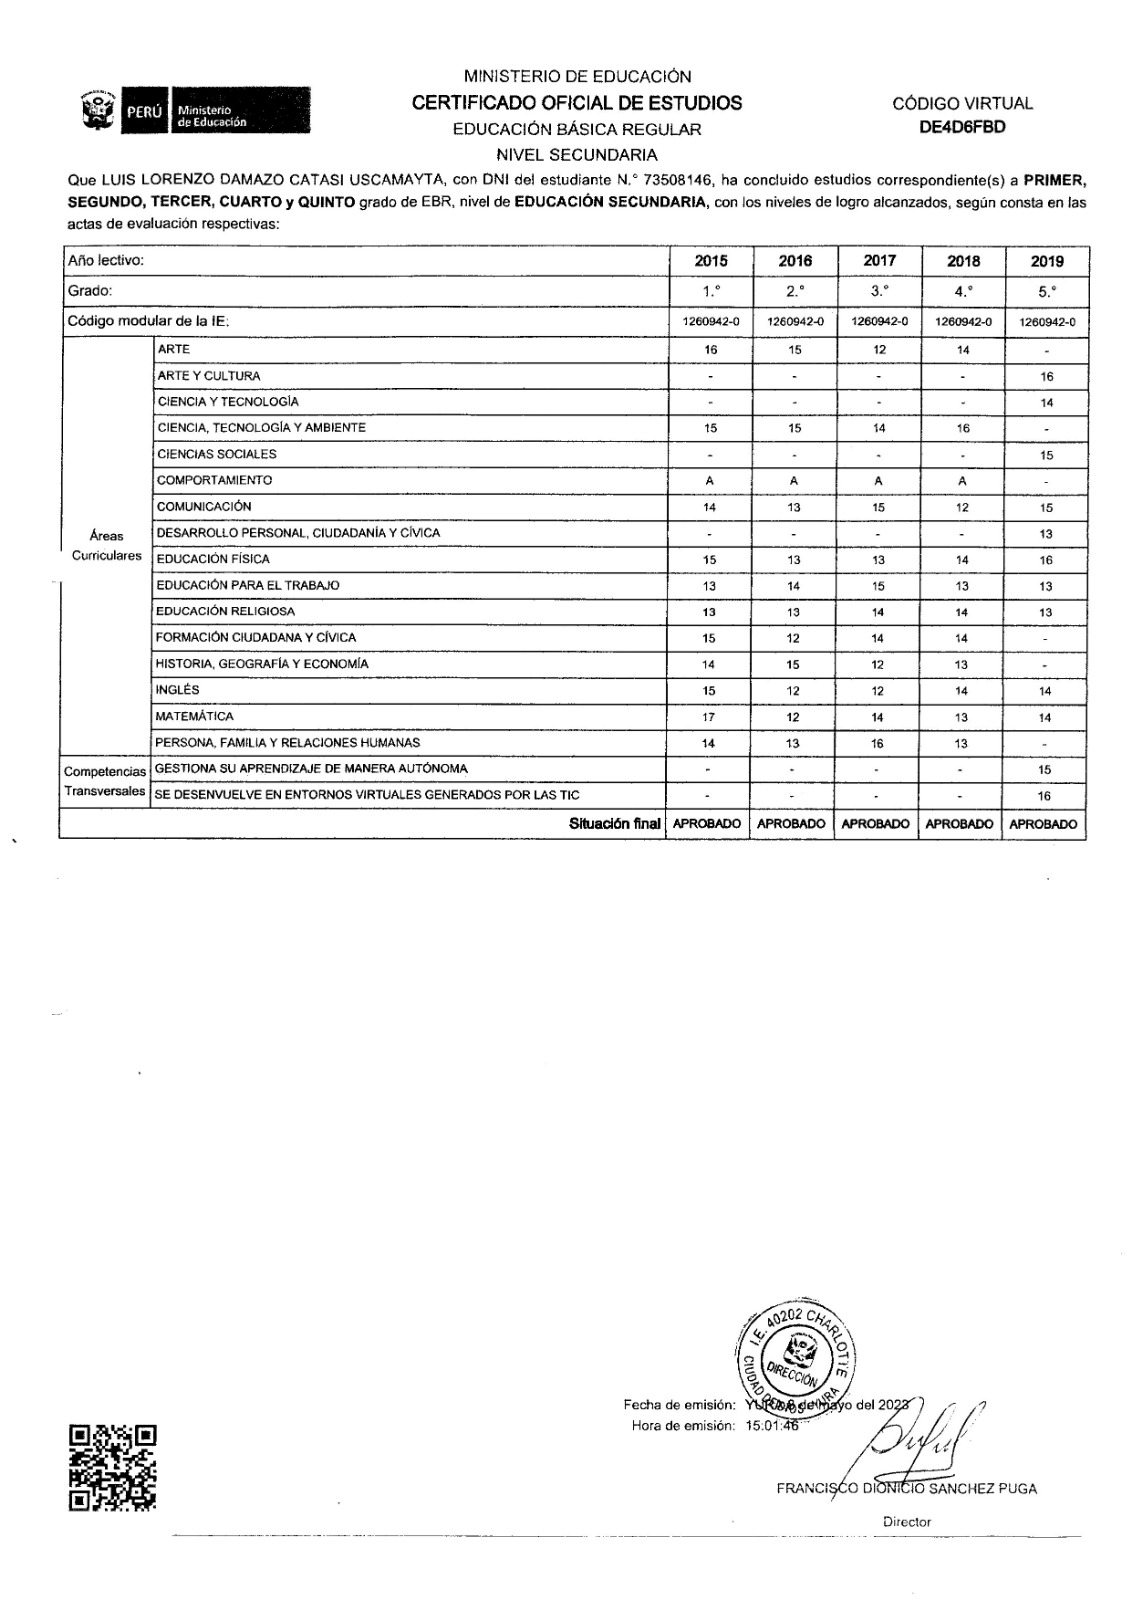 MINISTERIO DE EDUCACIÓN
CERTIFICADO OFICIAL DE ESTUDIOS
EDUCACIÓN BÁSICA REGULAR
NIVEL SECUNDARIA
PERÚ Ministerio de Educación
CÓDIGO VIRTUAL
DE4D6FBD
Que LUIS LORENZO DAMAZO CATASI USCAMAYTA, con DNI del estudiante N.° 73508146, ha concluido estudios correspondiente(s) a PRIMER,
SEGUNDO, TERCER, CUARTO y QUINTO grado de EBR, nivel de EDUCACIÓN SECUNDARIA, con los niveles de logro alcanzados, según consta en las
actas de evaluación respectivas:
Año lectivo: 2015 2016 2017 2018 2019
Grado: 1.° 2.° 3.° 4.° 5.°
Código modular de la IE: 1260942-0 1260942-0 1260942-0 1260942-0 1260942-0
Áreas Curriculares
ARTE 16 15 12 14 -
ARTE Y CULTURA - - - - 16
CIENCIA Y TECNOLOGÍA - - - - 14
CIENCIA, TECNOLOGÍA Y AMBIENTE 15 15 14 16 -
CIENCIAS SOCIALES - - - - 15
COMPORTAMIENTO A A A A -
COMUNICACIÓN 14 13 15 12 15
DESARROLLO PERSONAL, CIUDADANÍA Y CÍVICA - - - - 13
EDUCACIÓN FÍSICA 15 13 13 14 16
EDUCACIÓN PARA EL TRABAJO 13 14 15 13 13
EDUCACIÓN RELIGIOSA 13 13 14 14 13
FORMACIÓN CIUDADANA Y CÍVICA 15 12 14 14 -
HISTORIA, GEOGRAFÍA Y ECONOMÍA 14 15 12 13 -
INGLÉS 15 12 12 14 14
MATEMÁTICA 17 12 14 13 14
PERSONA, FAMILIA Y RELACIONES HUMANAS 14 13 16 13 -
Competencias Transversales
GESTIONA SU APRENDIZAJE DE MANERA AUTÓNOMA - - - - 15
SE DESENVUELVE EN ENTORNOS VIRTUALES GENERADOS POR LAS TIC - - - - 16
Situación final APROBADO APROBADO APROBADO APROBADO APROBADO
I.E. 40202 CHARLOTTE
CIUDAD DE
DIRECCIÓN
Fecha de emisión: de mayo del 2023
Hora de emisión: 15:01:46
FRANCISCO DIONICIO SANCHEZ PUGA
Director